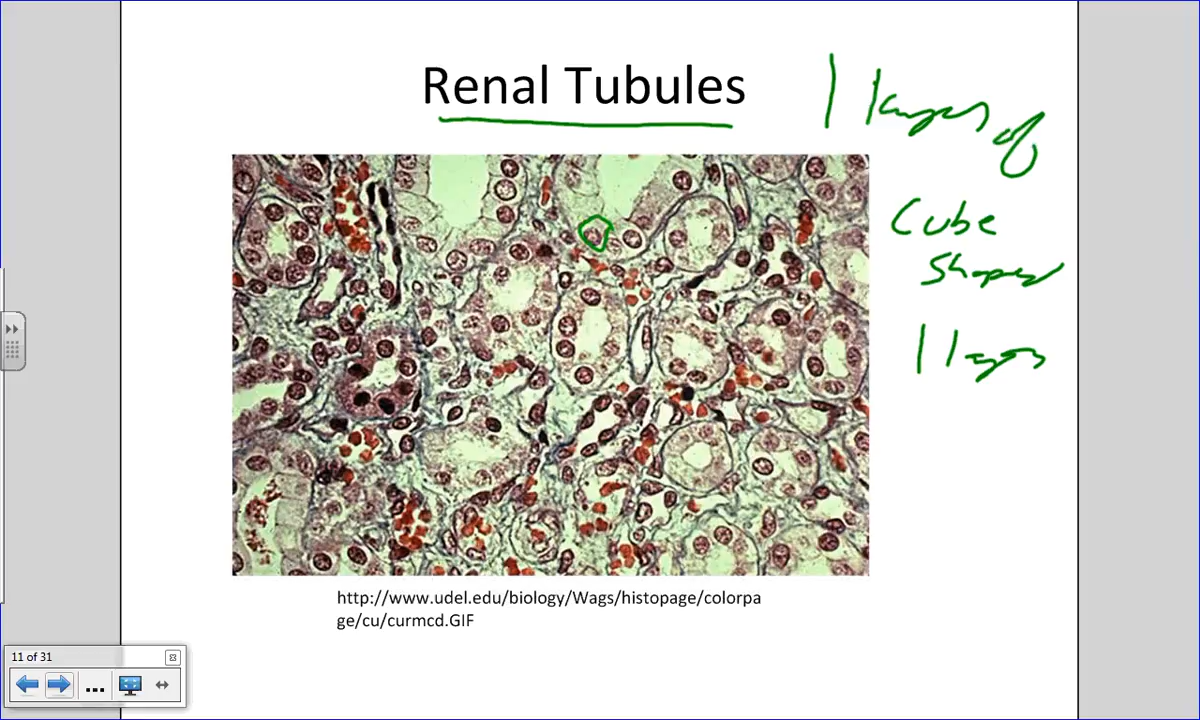 Renal Tubules
1 layer of
Cube
Shaped
1 layer
http://www.udel.edu/biology/Wags/histopage/colorpa
ge/cu/curmcd.GIF
11 of 31
...